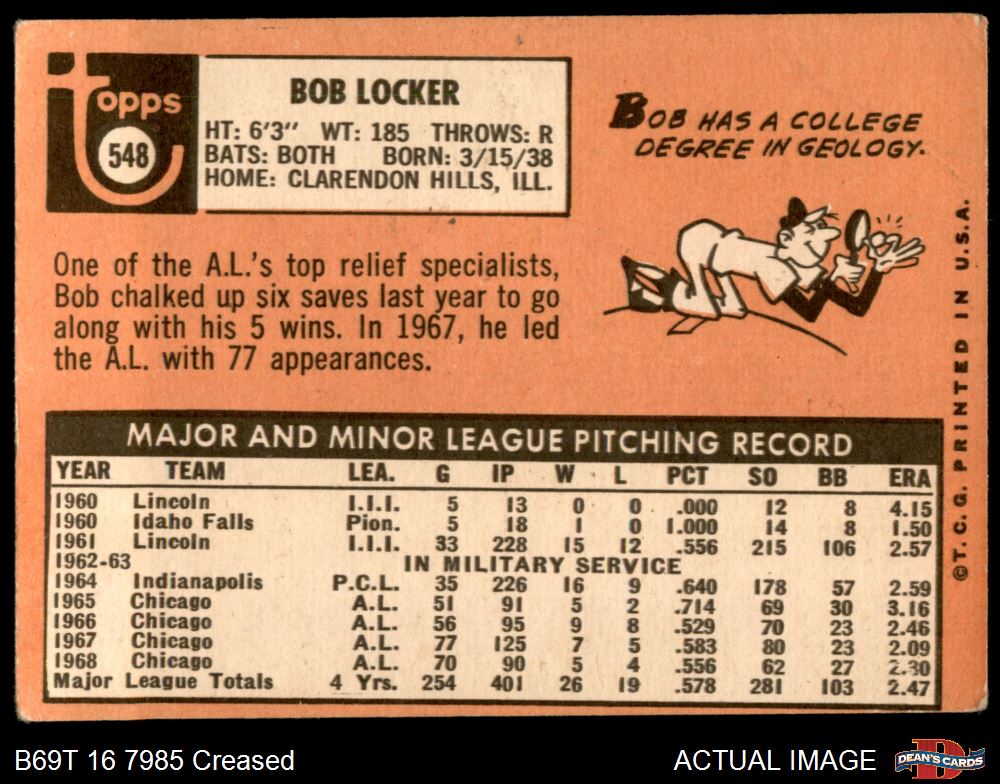 Topps
548
BOB LOCKER
HT: 6'3" WT: 185 THROWS: R
BATS: BOTH BORN: 3/15/38
HOME: CLARENDON HILLS, ILL.
BOB HAS A COLLEGE
DEGREE IN GEOLOGY.
One of the A.L.'s top relief specialists,
Bob chalked up six saves last year to go
along with his 5 wins. In 1967, he led
the A.L. with 77 appearances.
MAJOR AND MINOR LEAGUE PITCHING RECORD
YEAR TEAM LEA. G IP W L PCT SO BB ERA
1960 Lincoln I.I.I. 5 13 0 0 .000 12 8 4.15
1960 Idaho Falls Pion. 5 18 1 0 1.000 14 8 1.50
1961 Lincoln I.I.I. 33 228 15 12 .556 215 106 2.57
1962-63 IN MILITARY SERVICE
1964 Indianapolis P.C.L. 35 226 16 9 .640 178 57 2.59
1965 Chicago A.L. 51 91 5 2 .714 69 30 3.16
1966 Chicago A.L. 56 95 9 8 .529 70 23 2.46
1967 Chicago A.L. 77 125 7 5 .583 80 23 2.09
1968 Chicago A.L. 70 90 5 4 .556 62 27 2.30
Major League Totals 4 Yrs. 254 401 26 19 .578 281 103 2.47
©T. C. G. PRINTED IN U.S.A.
B69T 16 7985 Creased
ACTUAL IMAGE
DEAN'S CARDS